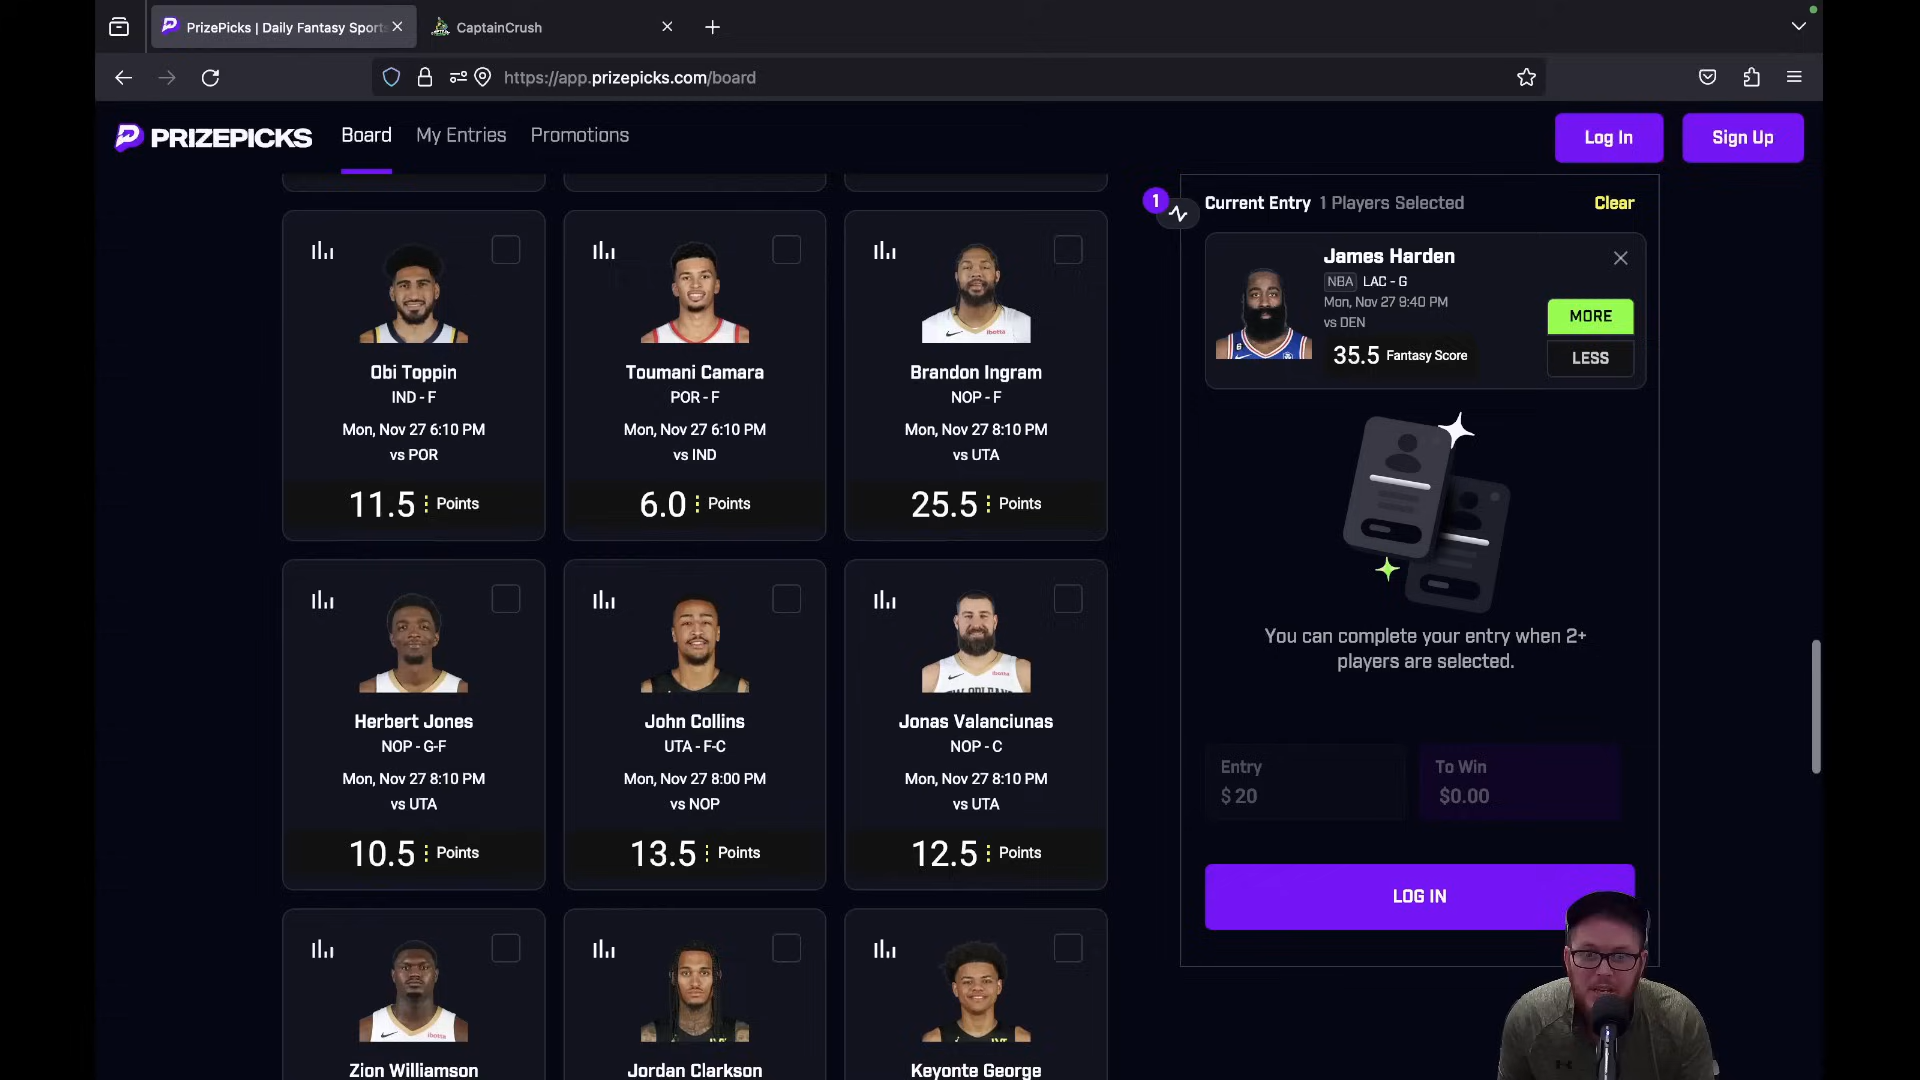 PrizePicks | Daily Fantasy Sport
CaptainCrush
https://app.prizepicks.com/board
PRIZEPICKS
Board
My Entries
Promotions
Log In
Sign Up
Obi Toppin
IND - F
Mon, Nov 27 6:10 PM
vs POR
11.5 Points
Toumani Camara
POR - F
Mon, Nov 27 6:10 PM
vs IND
6.0 Points
Brandon Ingram
NOP - F
Mon, Nov 27 8:10 PM
vs UTA
25.5 Points
Herbert Jones
NOP - G-F
Mon, Nov 27 8:10 PM
vs UTA
10.5 Points
John Collins
UTA - F-C
Mon, Nov 27 8:00 PM
vs NOP
13.5 Points
Jonas Valanciunas
NOP - C
Mon, Nov 27 8:10 PM
vs UTA
12.5 Points
Zion Williamson
Jordan Clarkson
Keyonte George
1
Current Entry 1 Players Selected
Clear
James Harden
NBA LAC - G
Mon, Nov 27 9:40 PM
vs DEN
35.5 Fantasy Score
MORE
LESS
You can complete your entry when 2+
players are selected.
Entry
$ 20
To Win
$0.00
LOG IN